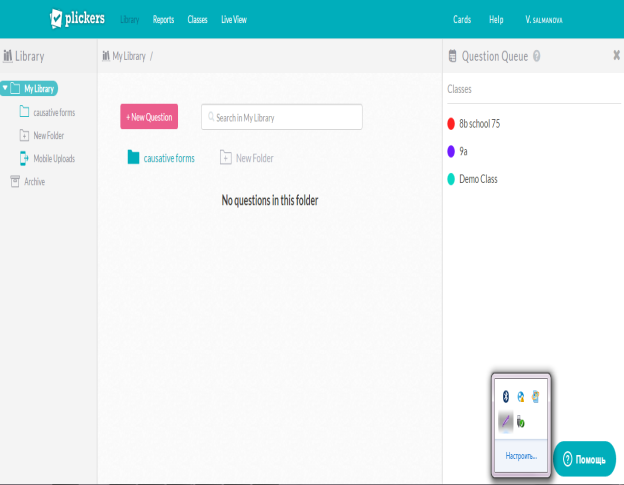 plickers Library Reports Classes Live View Cards Help V. SALMANOVA
Library
My Library /
Question Queue ?
My Library
causative forms
New Folder
Mobile Uploads
Archive
+ New Question
Search in My Library
causative forms
New Folder
No questions in this folder
Classes
8b school 75
9a
Demo Class
Настроить...
? Помощь